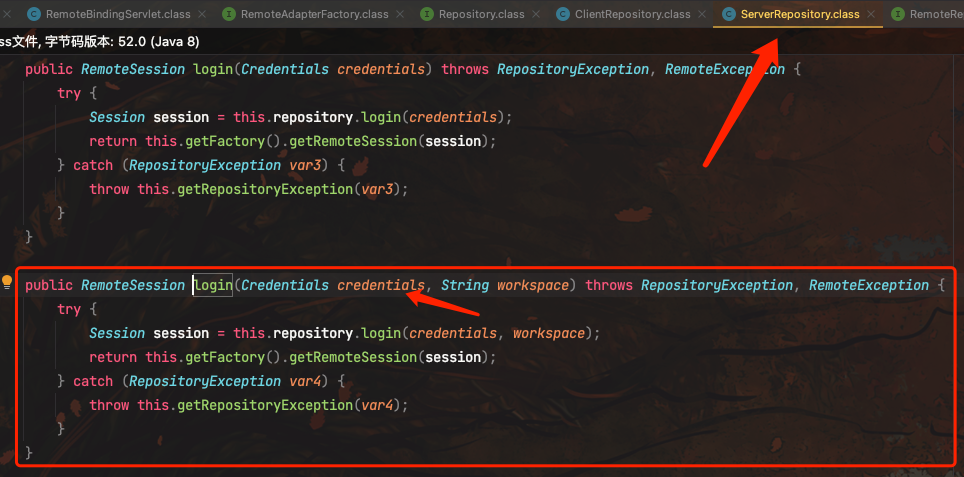 RemoteBindingServlet.class RemoteAdapterFactory.class Repository.class ClientRepository.class ServerRepository.class RemoteRe
ss文件, 字节码版本: 52.0 (Java 8)
public RemoteSession login(Credentials credentials) throws RepositoryException, RemoteException {
try {
Session session = this.repository.login(credentials);
return this.getFactory().getRemoteSession(session);
} catch (RepositoryException var3) {
throw this.getRepositoryException(var3);
}
}
public RemoteSession login(Credentials credentials, String workspace) throws RepositoryException, RemoteException {
try {
Session session = this.repository.login(credentials, workspace);
return this.getFactory().getRemoteSession(session);
} catch (RepositoryException var4) {
throw this.getRepositoryException(var4);
}
}